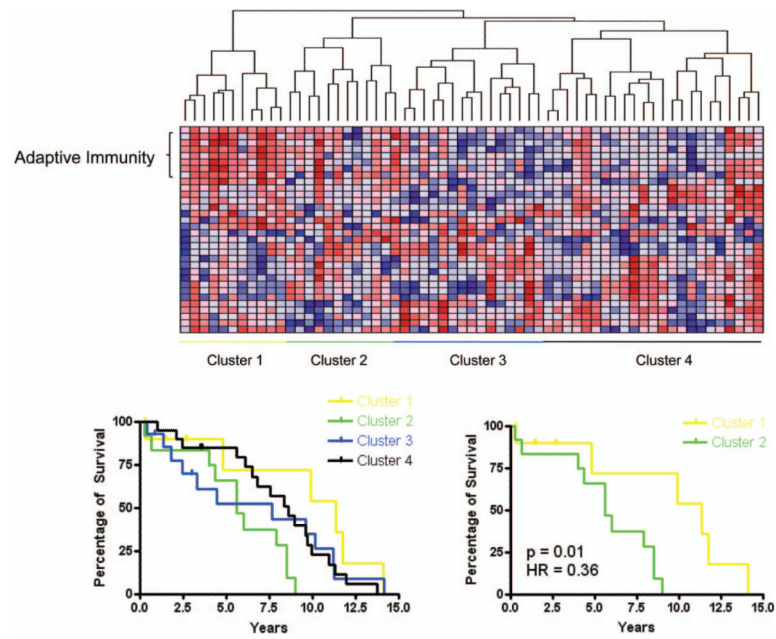 Adaptive Immunity
Cluster 1 Cluster 2 Cluster 3 Cluster 4
Cluster 1
Cluster 2
Cluster 3
Cluster 4
Percentage of Survival
100
75
50
25
0
0.0 2.5 5.0 7.5 10.0 12.5 15.0
Years
Cluster 1
Cluster 2
Percentage of Survival
100
75
50
25
0
p = 0.01
HR = 0.36
0.0 2.5 5.0 7.5 10.0 12.5 15.0
Years